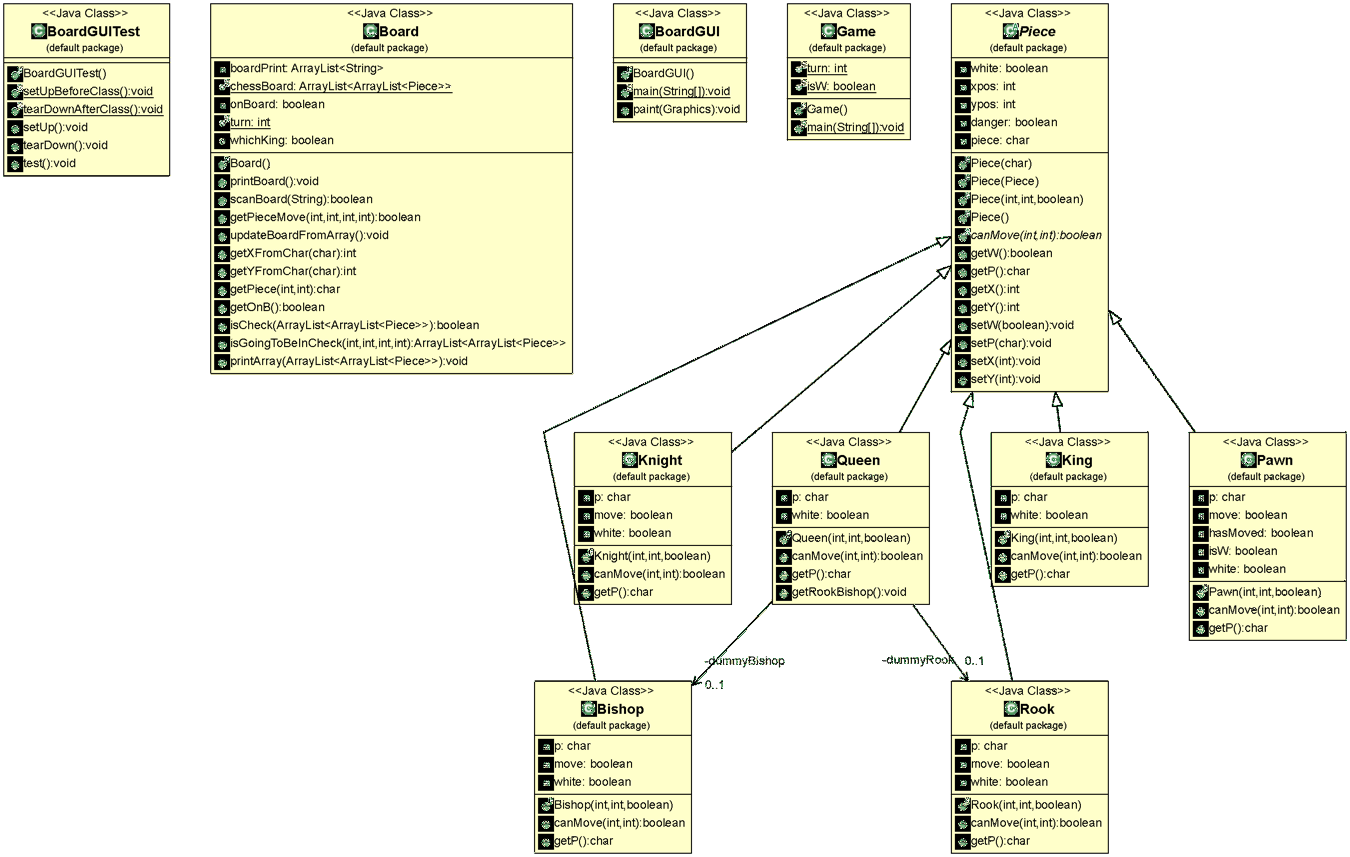 <<Java Class>>
BoardGUITest
(default package)
BoardGUITest()
setUpBeforeClass():void
tearDownAfterClass():void
setUp():void
tearDown():void
test():void
<<Java Class>>
Board
(default package)
boardPrint: ArrayList<String>
chessBoard: ArrayList<ArrayList<Piece>>
onBoard: boolean
turn: int
whichKing: boolean
Board()
printBoard():void
scanBoard(String):boolean
getPieceMove(int,int,int,int):boolean
updateBoardFromArray():void
getXFromChar(char):int
getYFromChar(char):int
getPiece(int,int):char
getOnB():boolean
isCheck(ArrayList<ArrayList<Piece>>):boolean
isGoingToBeInCheck(int,int,int,int):ArrayList<ArrayList<Piece>>
printArray(ArrayList<ArrayList<Piece>>):void
<<Java Class>>
BoardGUI
(default package)
BoardGUI()
main(String[]):void
paint(Graphics):void
<<Java Class>>
Game
(default package)
turn: int
isW: boolean
Game()
main(String[]):void
<<Java Class>>
Piece
(default package)
white: boolean
xpos: int
ypos: int
danger: boolean
piece: char
Piece(char)
Piece(Piece)
Piece(int,int,boolean)
Piece()
canMove(int,int):boolean
getW():boolean
getP():char
getX():int
getY():int
setW(boolean):void
setP(char):void
setX(int):void
setY(int):void
<<Java Class>>
Knight
(default package)
p: char
move: boolean
white: boolean
Knight(int,int,boolean)
canMove(int,int):boolean
getP():char
<<Java Class>>
Queen
(default package)
p: char
white: boolean
Queen(int,int,boolean)
canMove(int,int):boolean
getP():char
getRookBishop():void
<<Java Class>>
King
(default package)
p: char
white: boolean
King(int,int,boolean)
canMove(int,int):boolean
getP():char
<<Java Class>>
Pawn
(default package)
p: char
move: boolean
hasMoved: boolean
isW: boolean
white: boolean
Pawn(int,int,boolean)
canMove(int,int):boolean
getP():char
-dummyBishop
0..1
-dummyRook
0..1
<<Java Class>>
Bishop
(default package)
p: char
move: boolean
white: boolean
Bishop(int,int,boolean)
canMove(int,int):boolean
getP():char
<<Java Class>>
Rook
(default package)
p: char
move: boolean
white: boolean
Rook(int,int,boolean)
canMove(int,int):boolean
getP():char